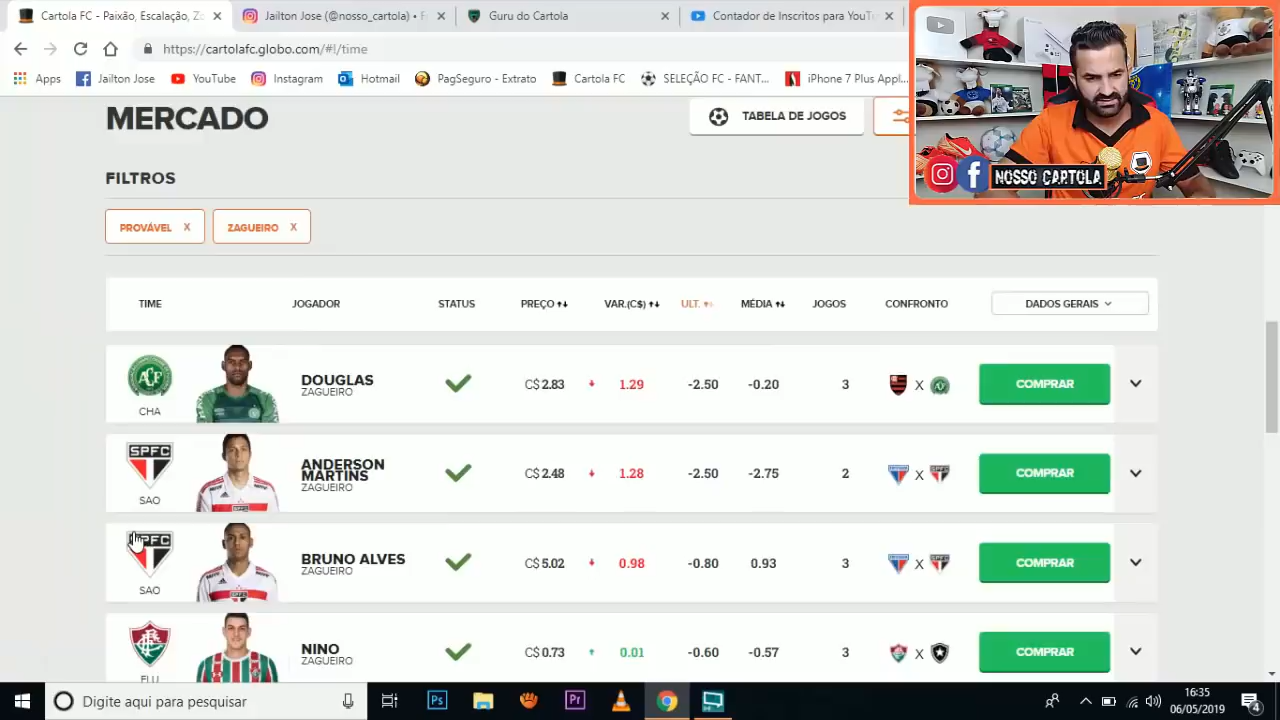 Cartola FC - Paixão, Escalação, Zo
Jailton Jose (@nosso_cartola) • F
Guru do Cartola
Contador de Inscritos para YouTu
https://cartolafc.globo.com/#!/time
Apps
Jailton Jose
YouTube
Instagram
Hotmail
PagSeguro - Extrato
Cartola FC
SELEÇÃO FC - FANT...
iPhone 7 Plus Appl...
NOSSO CARTOLA
MERCADO
TABELA DE JOGOS
FILTROS
PROVÁVEL X
ZAGUEIRO X
TIME JOGADOR STATUS PREÇO VAR.(C$) ULT. MÉDIA JOGOS CONFRONTO DADOS GERAIS
CHA
DOUGLAS
ZAGUEIRO
C$ 2.83 1.29 -2.50 -0.20 3 X COMPRAR
SPFC
SAO
ANDERSON
MARTINS
ZAGUEIRO
C$ 2.48 1.28 -2.50 -2.75 2 X COMPRAR
SPFC
SAO
BRUNO ALVES
ZAGUEIRO
C$ 5.02 0.98 -0.80 0.93 3 X COMPRAR
FLU
NINO
ZAGUEIRO
C$ 0.73 0.01 -0.60 -0.57 3 X COMPRAR
Digite aqui para pesquisar
Ps
Pr
16:35
06/05/2019
4